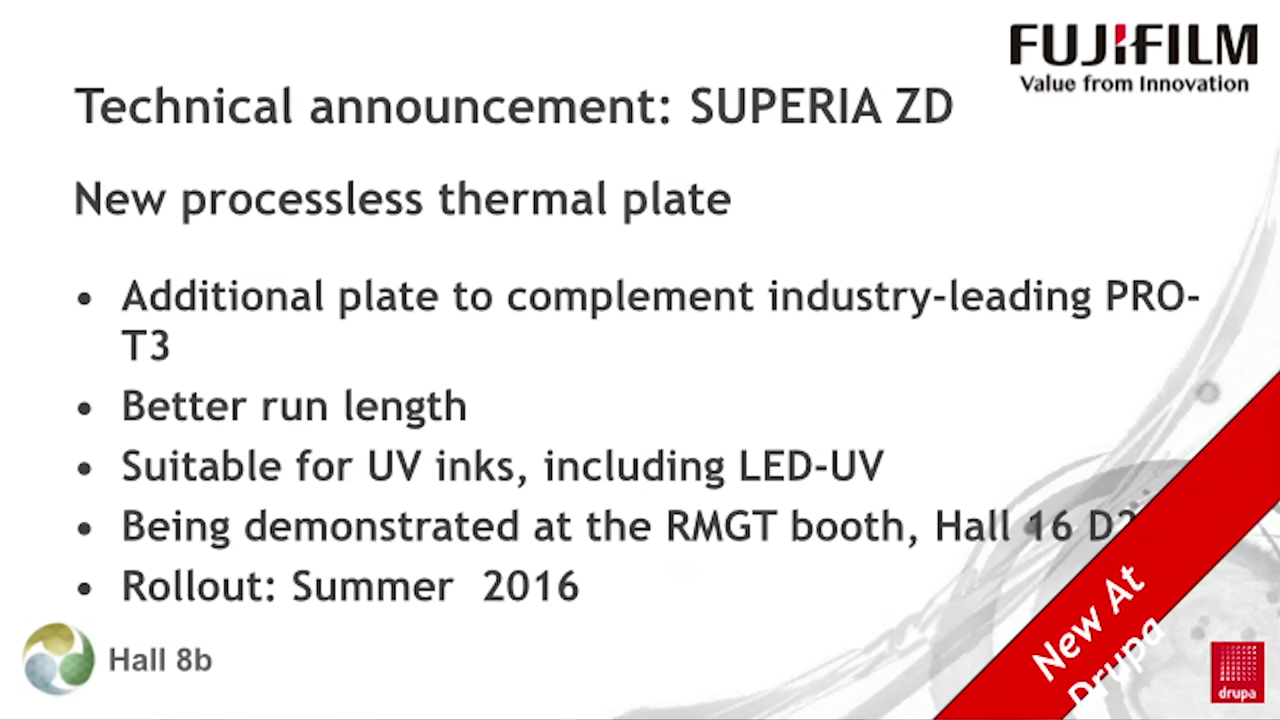 FUJIFILM
Value from Innovation
Technical announcement: SUPERIA ZD
New processless thermal plate
• Additional plate to complement industry-leading PRO-
T3
• Better run length
• Suitable for UV inks, including LED-UV
• Being demonstrated at the RMGT booth, Hall 16
• Rollout: Summer 2016
New At
Drupa
Hall 8b
drupa